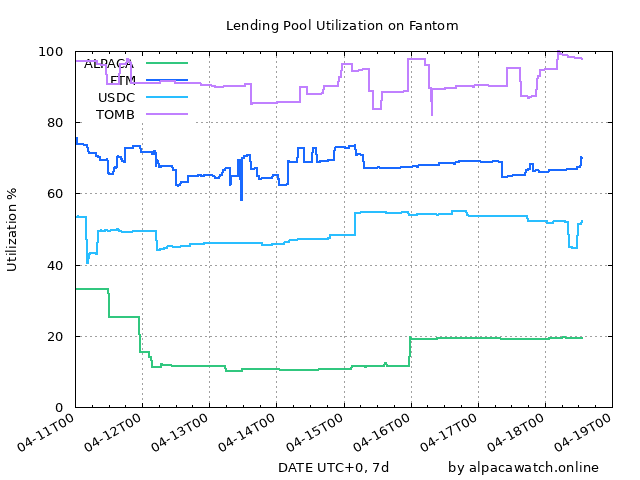 Lending Pool Utilization on Fantom
Utilization %
100
80
60
40
20
0
ALPACA
FTM
USDC
TOMB
04-11T00
04-12T00
04-13T00
04-14T00
04-15T00
04-16T00
04-17T00
04-18T00
04-19T00
DATE UTC+0, 7d
by alpacawatch.online